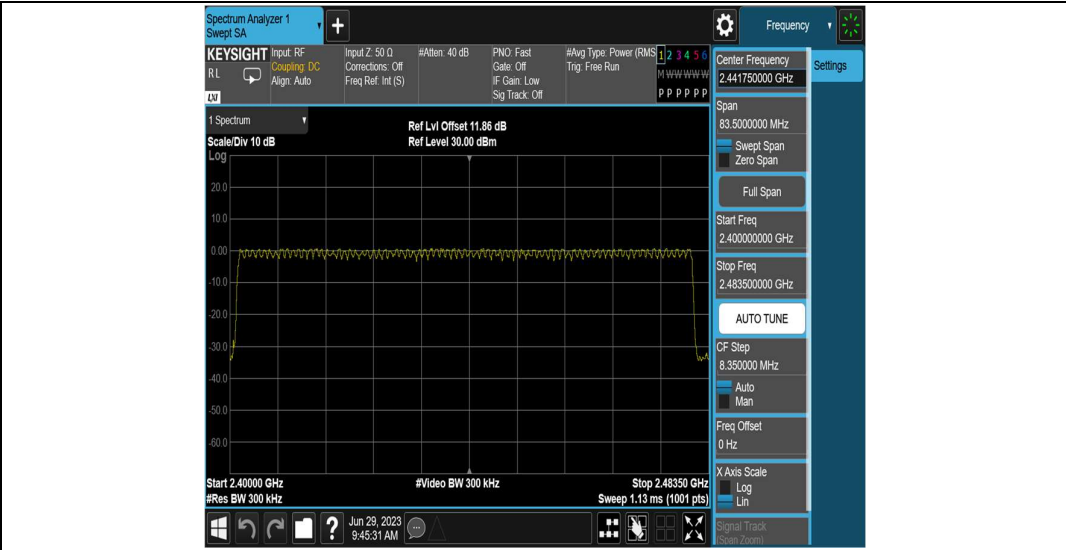 Spectrum Analyzer 1
Swept SA
+
Frequency
KEYSIGHT
RL
LXI
Input: RF
Coupling: DC
Align: Auto
Input Z: 50 Ω
Corrections: Off
Freq Ref: Int (S)
#Atten: 40 dB
PNO: Fast
Gate: Off
IF Gain: Low
Sig Track: Off
#Avg Type: Power (RMS
Trig: Free Run
1 2 3 4 5 6
M W W W W W
P P P P P P
1 Spectrum
Scale/Div 10 dB
Ref Lvl Offset 11.86 dB
Ref Level 30.00 dBm
Log
20.0
10.0
0.00
-10.0
-20.0
-30.0
-40.0
-50.0
-60.0
Start 2.40000 GHz
#Res BW 300 kHz
#Video BW 300 kHz
Stop 2.48350 GHz
Sweep 1.13 ms (1001 pts)
Center Frequency
2.441750000 GHz
Settings
Span
83.5000000 MHz
Swept Span
Zero Span
Full Span
Start Freq
2.400000000 GHz
Stop Freq
2.483500000 GHz
AUTO TUNE
CF Step
8.350000 MHz
Auto
Man
Freq Offset
0 Hz
X Axis Scale
Log
Lin
Signal Track
(Span Zoom)
?
Jun 29, 2023
9:45:31 AM